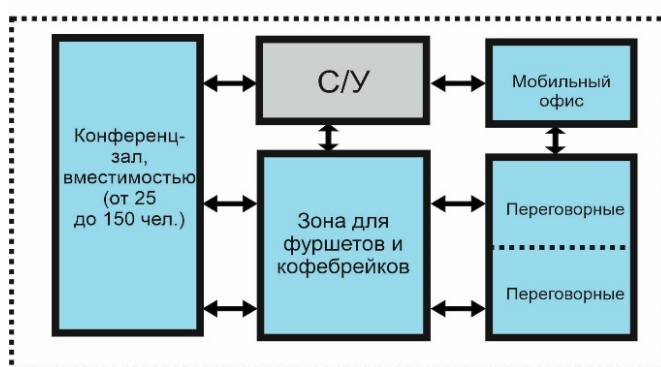 Конференц-
зал,
вместимостью
(от 25
до 150 чел.)
С/У
Мобильный
офис
Зона для
фуршетов и
кофебрейков
Переговорные
Переговорные